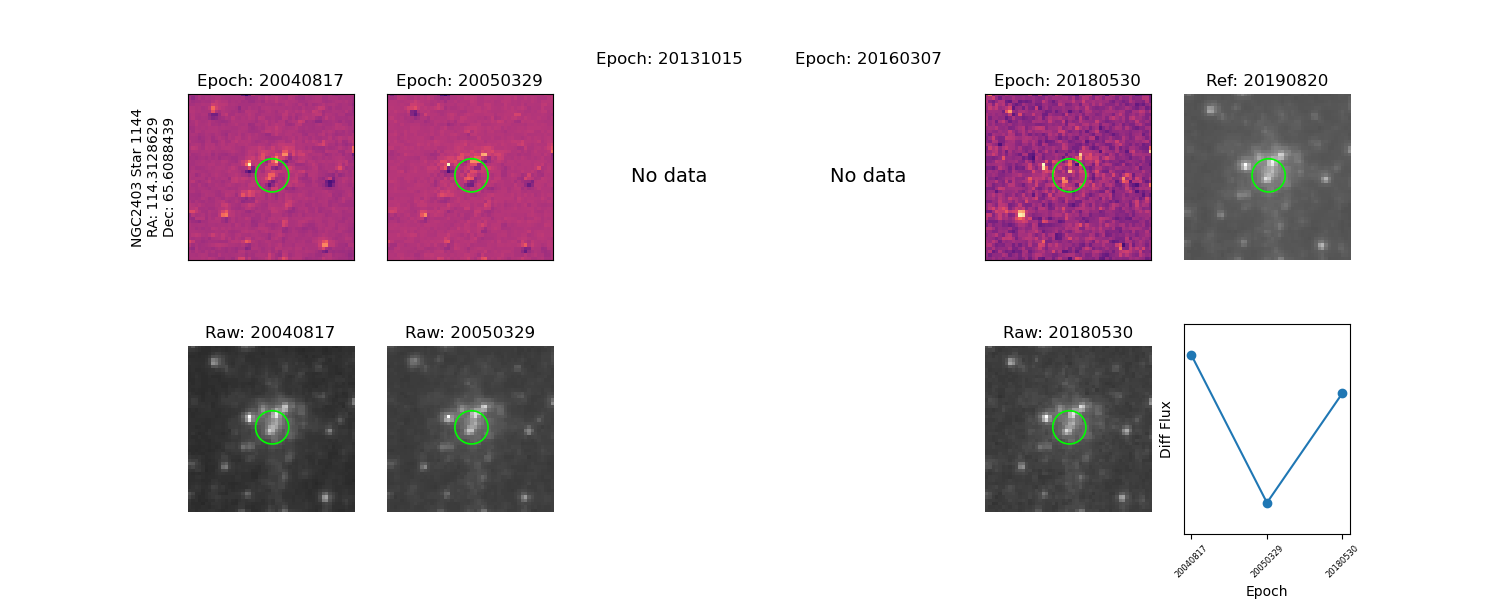 Epoch: 20131015
Epoch: 20160307
Epoch: 20040817
Epoch: 20050329
Epoch: 20180530
Ref: 20190820
NGC2403 Star 1144
RA: 114.3128629
Dec: 65.6088439
No data
No data
Raw: 20040817
Raw: 20050329
Raw: 20180530
Diff Flux
20040817
20050329
20180530
Epoch